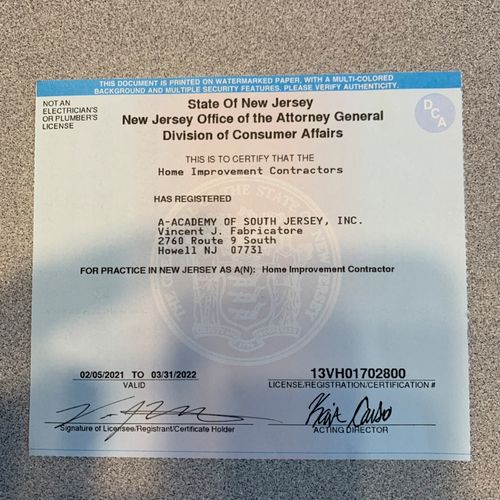 THIS DOCUMENT IS PRINTED ON WATERMARKED PAPER, WITH A MULTI-COLORED
BACKGROUND AND MULTIPLE SECURITY FEATURES. PLEASE VERIFY AUTHENTICITY.
NOT AN
ELECTRICIAN'S
OR PLUMBER'S
LICENSE
State Of New Jersey
New Jersey Office of the Attorney General
Division of Consumer Affairs
DCA
THIS IS TO CERTIFY THAT THE
Home Improvement Contractors
HAS REGISTERED
A-ACADEMY OF SOUTH JERSEY, INC.
Vincent J. Fabricatore
2760 Route 9 South
Howell NJ 07731
FOR PRACTICE IN NEW JERSEY AS A(N): Home Improvement Contractor
02/05/2021 TO 03/31/2022
VALID
13VH01702800
LICENSE/REGISTRATION/CERTIFICATION #
Signature of Licensee/Registrant/Certificate Holder
ACTING DIRECTOR